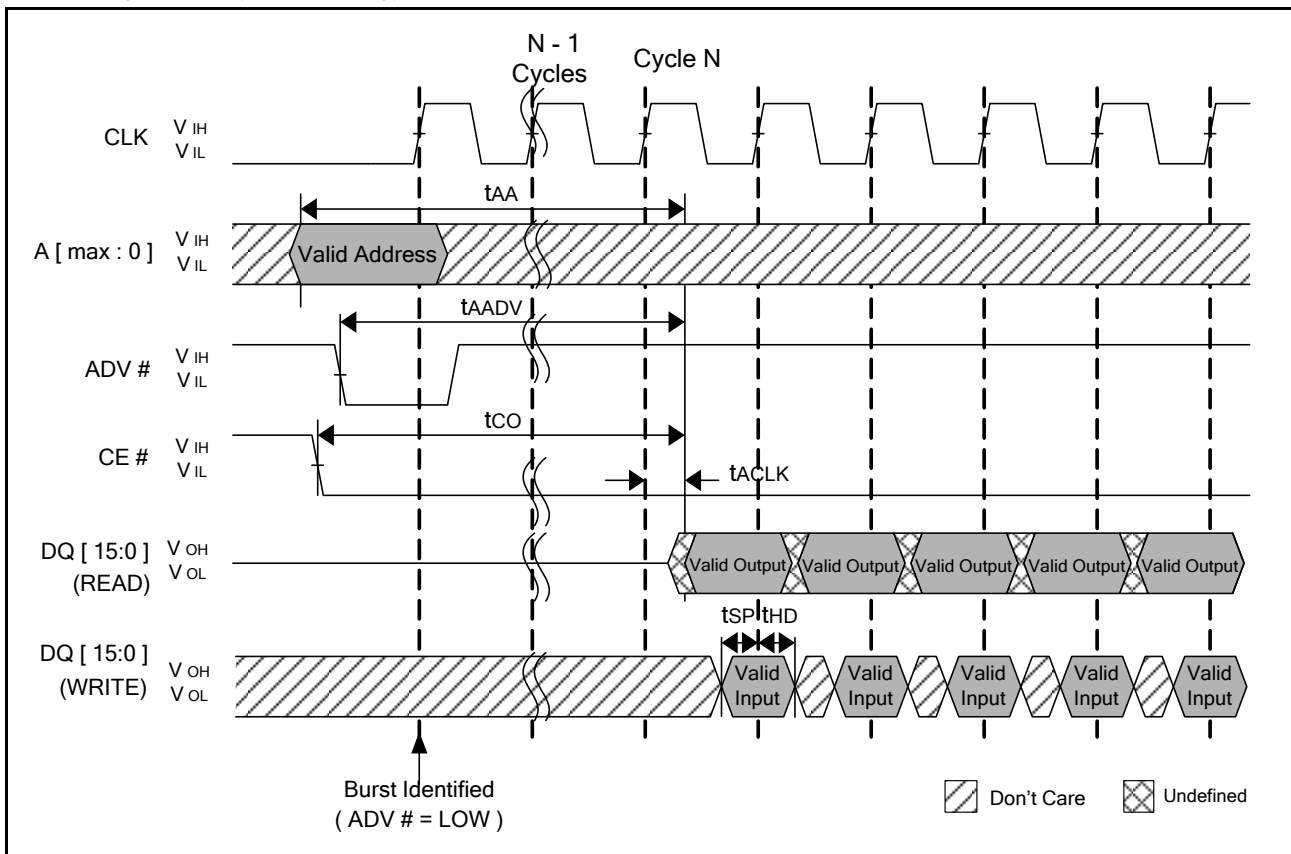 N - 1
Cycles
Cycle N
CLK
V IH
V IL
tAA
A [ max : 0 ]
V IH
V IL
Valid Address
tAADV
ADV #
V IH
V IL
tCO
CE #
V IH
V IL
tACLK
DQ [ 15:0 ]
(READ)
V OH
V OL
Valid Output Valid Output Valid Output Valid Output Valid Output
tSP tHD
DQ [ 15:0 ]
(WRITE)
V OH
V OL
Valid Valid Valid Valid Valid
Input Input Input Input Input
Burst Identified
( ADV # = LOW )
Don't Care
Undefined